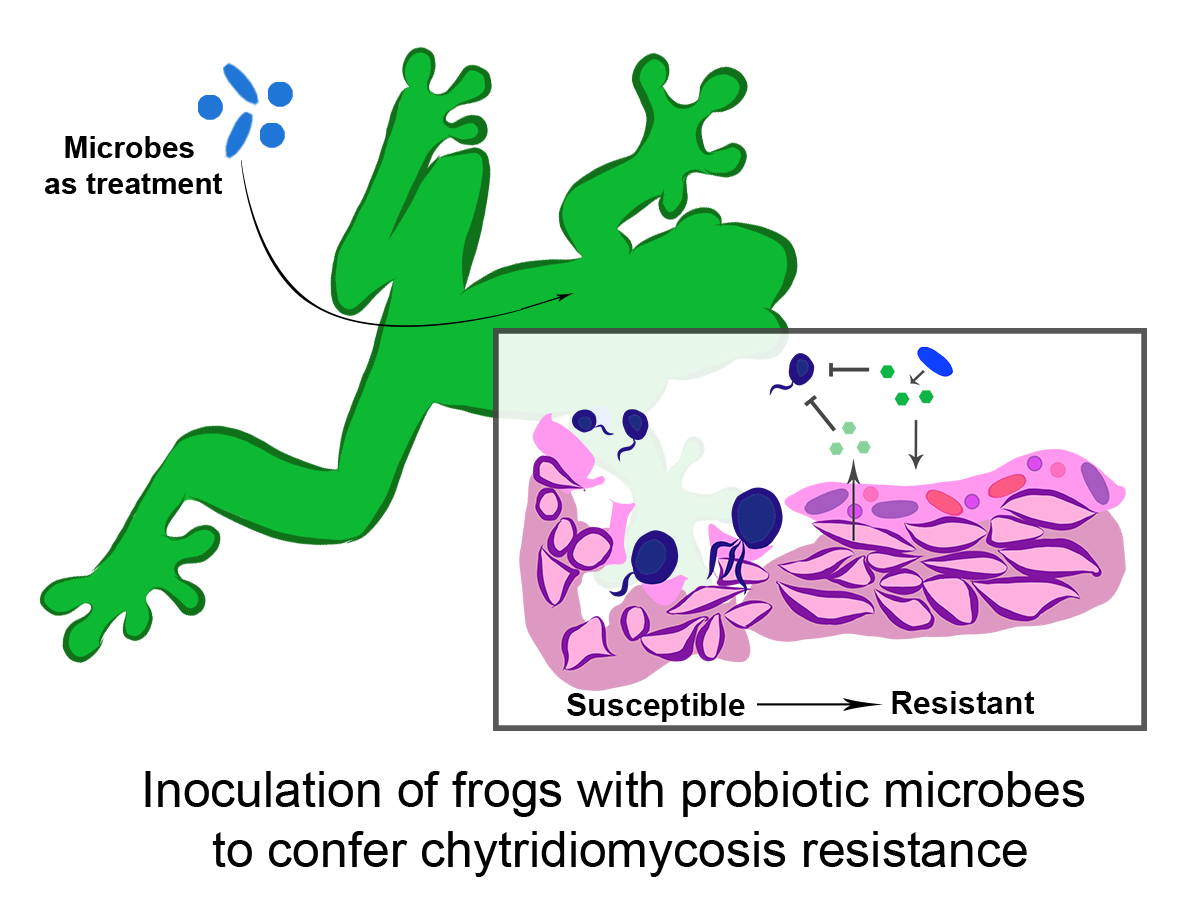 Microbes
as treatment
Susceptible
Resistant
Inoculation of frogs with probiotic microbes
to confer chytridiomycosis resistance